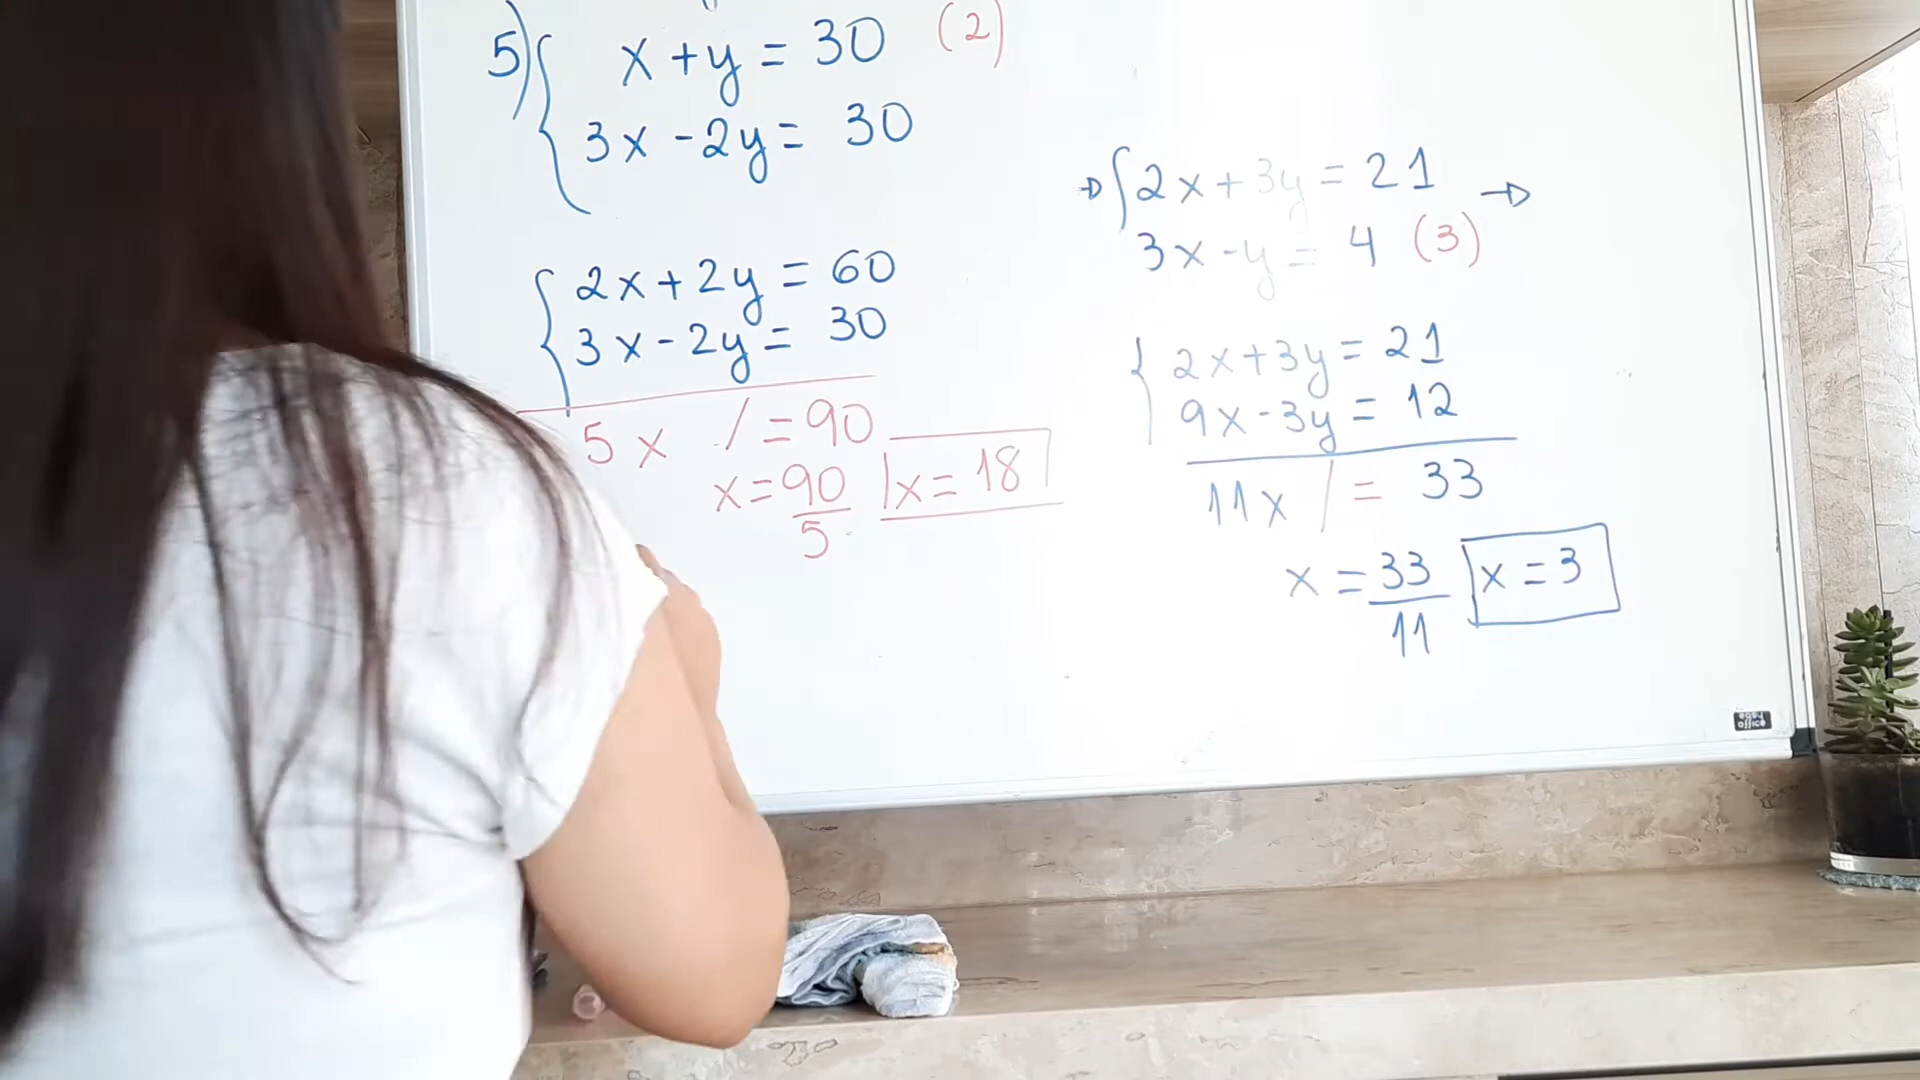 5) x + y = 30 (2)
3x - 2y = 30
2x + 2y = 60
3x - 2y = 30
5x / = 90
x = 90/5 x = 18
2x + 3y = 21
3x - y = 4 (3)
2x + 3y = 21
9x - 3y = 12
11x / = 33
x = 33/11 x = 3
office